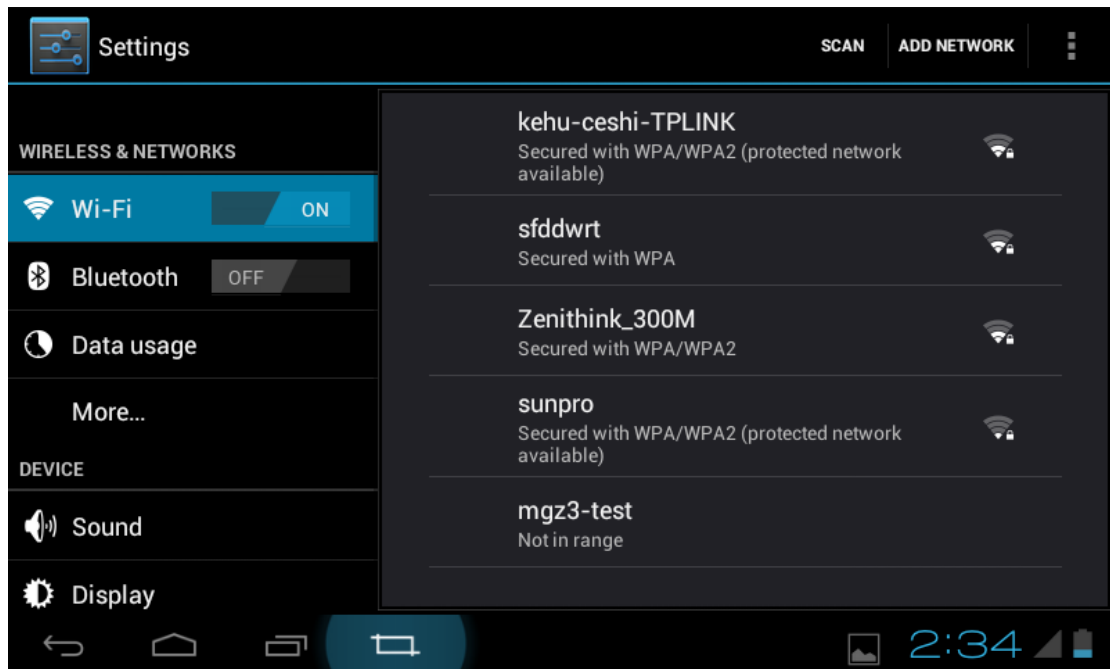 Settings
SCAN
ADD NETWORK
WIRELESS & NETWORKS
Wi-Fi
ON
Bluetooth
OFF
Data usage
More...
DEVICE
Sound
Display
kehu-ceshi-TPLINK
Secured with WPA/WPA2 (protected network
available)
sfddwrt
Secured with WPA
Zenithink_300M
Secured with WPA/WPA2
sunpro
Secured with WPA/WPA2 (protected network
available)
mgz3-test
Not in range
2:34